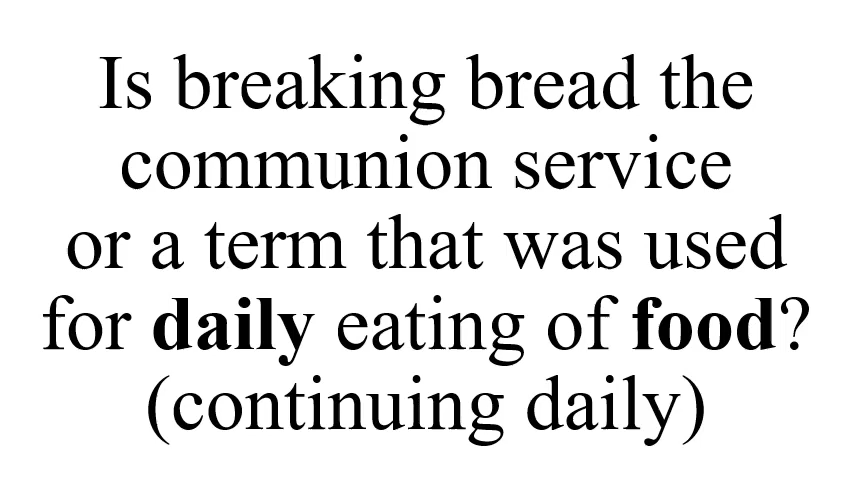 Is breaking bread the
communion service
or a term that was used
for daily eating of food?
(continuing daily)